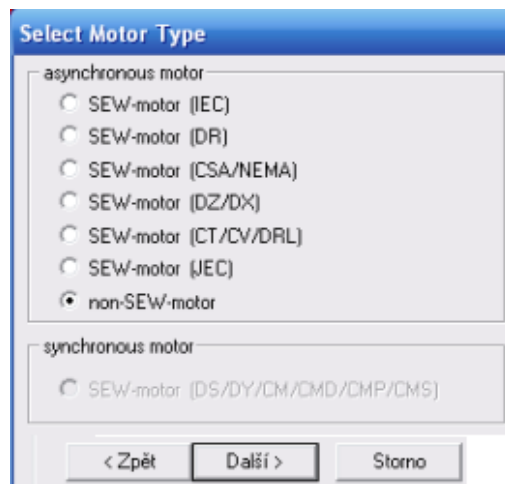 Select Motor Type
asynchronous motor
SEW-motor (IEC)
SEW-motor (DR)
SEW-motor (CSA/NEMA)
SEW-motor (DZ/DX)
SEW-motor (CT/CV/DRL)
SEW-motor (JEC)
non-SEW-motor
synchronous motor
SEW-motor (DS/DY/CM/CMD/CMP/CMS)
< Zpět Další > Storno